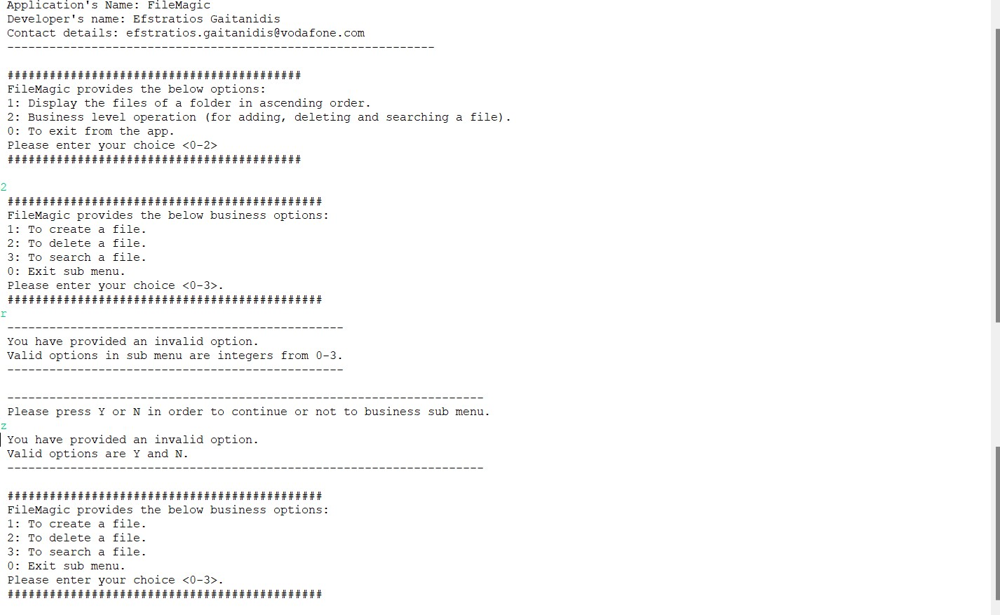 Application's Name: FileMagic
Developer's name: Efstratios Gaitanidis
Contact details: efstratios.gaitanidis@vodafone.com
-------------------------------------------------------------
##########################################
FileMagic provides the below options:
1: Display the files of a folder in ascending order.
2: Business level operation (for adding, deleting and searching a file).
0: To exit from the app.
Please enter your choice <0-2>
##########################################
2
#############################################
FileMagic provides the below business options:
1: To create a file.
2: To delete a file.
3: To search a file.
0: Exit sub menu.
Please enter your choice <0-3>.
#############################################
r
------------------------------------------------
You have provided an invalid option.
Valid options in sub menu are integers from 0-3.
------------------------------------------------
--------------------------------------------------------------------
Please press Y or N in order to continue or not to business sub menu.
z
You have provided an invalid option.
Valid options are Y and N.
--------------------------------------------------------------------
#############################################
FileMagic provides the below business options:
1: To create a file.
2: To delete a file.
3: To search a file.
0: Exit sub menu.
Please enter your choice <0-3>.
#############################################